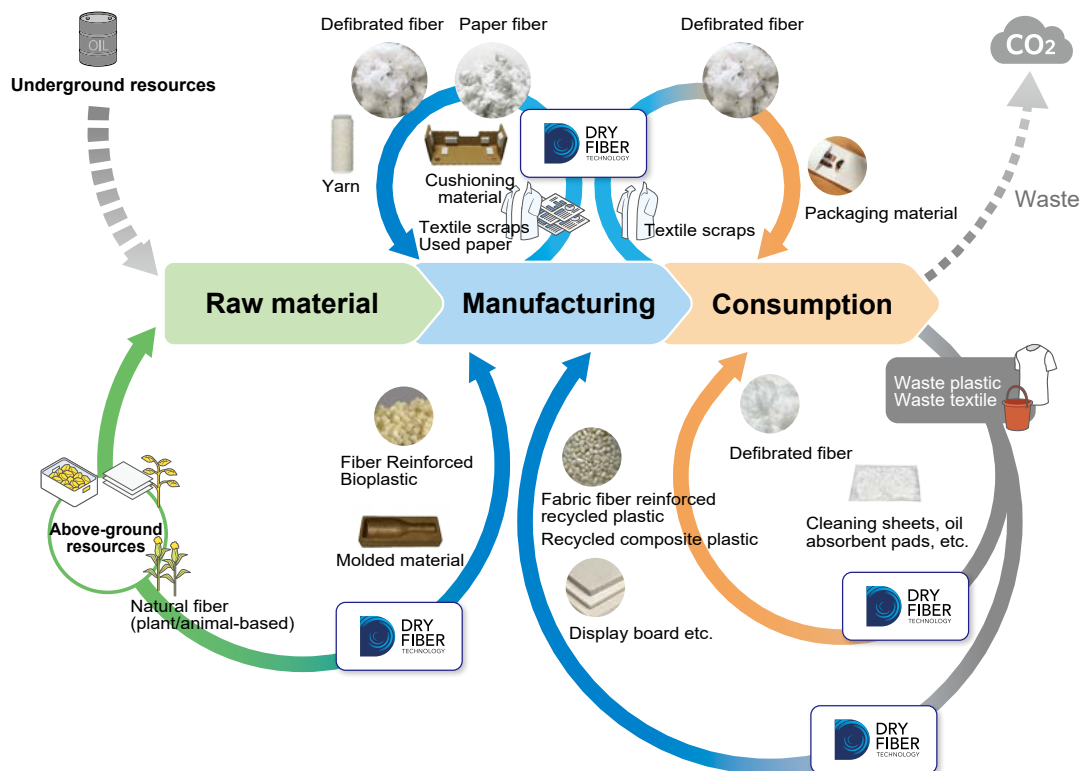 Defibrated fiber
Paper fiber
Defibrated fiber
OIL
CO2
Underground resources
DRY
FIBER
TECHNOLOGY
Yarn
Cushioning
material
Textile scraps
Used paper
Textile scraps
Packaging material
Waste
Raw material
Manufacturing
Consumption
Waste plastic
Waste textile
Fiber Reinforced
Bioplastic
Defibrated fiber
Fabric fiber reinforced
recycled plastic
Recycled composite plastic
Cleaning sheets, oil
absorbent pads, etc.
Above-ground
resources
Molded material
Natural fiber
(plant/animal-based)
Display board etc.
DRY
FIBER
TECHNOLOGY
DRY
FIBER
TECHNOLOGY
DRY
FIBER
TECHNOLOGY